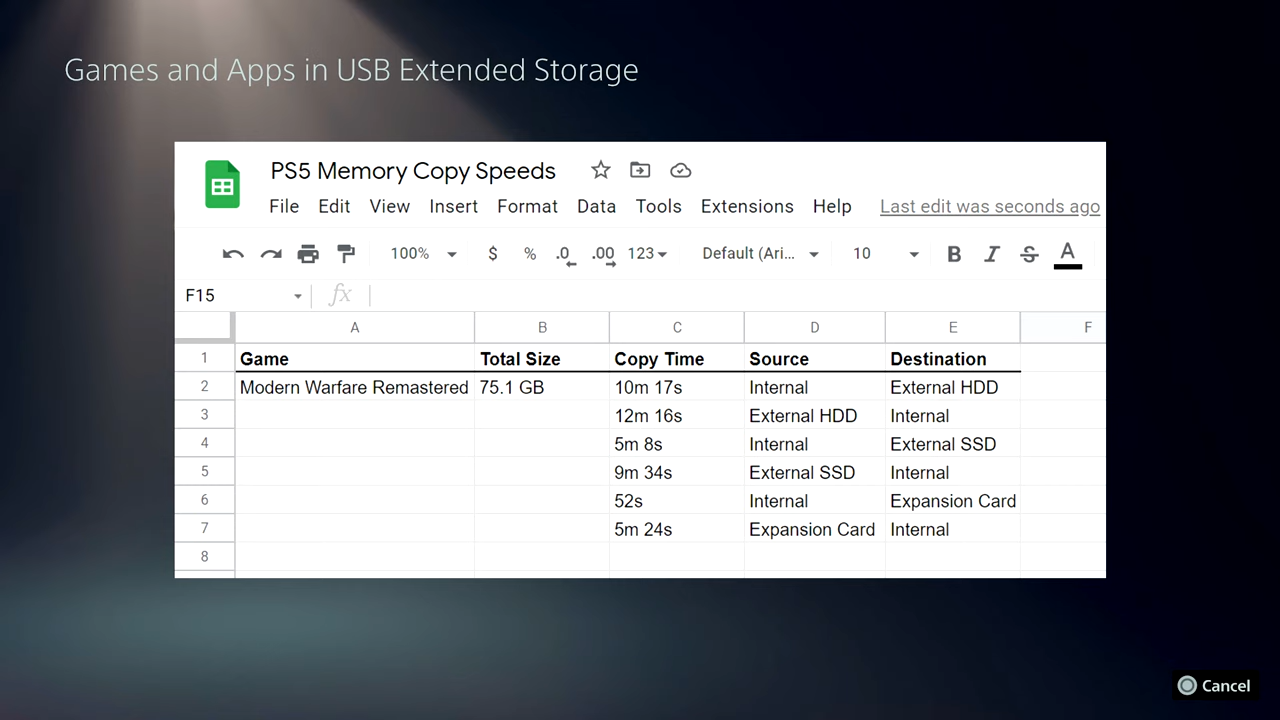 Games and Apps in USB Extended Storage
PS5 Memory Copy Speeds
File Edit View Insert Format Data Tools Extensions Help Last edit was seconds ago
100% $ % .0 .00 123 Default (Ari... 10 B I S A
F15 fx
A B C D E F
1 Game Total Size Copy Time Source Destination
2 Modern Warfare Remastered 75.1 GB 10m 17s Internal External HDD
3 12m 16s External HDD Internal
4 5m 8s Internal External SSD
5 9m 34s External SSD Internal
6 52s Internal Expansion Card
7 5m 24s Expansion Card Internal
8
Cancel